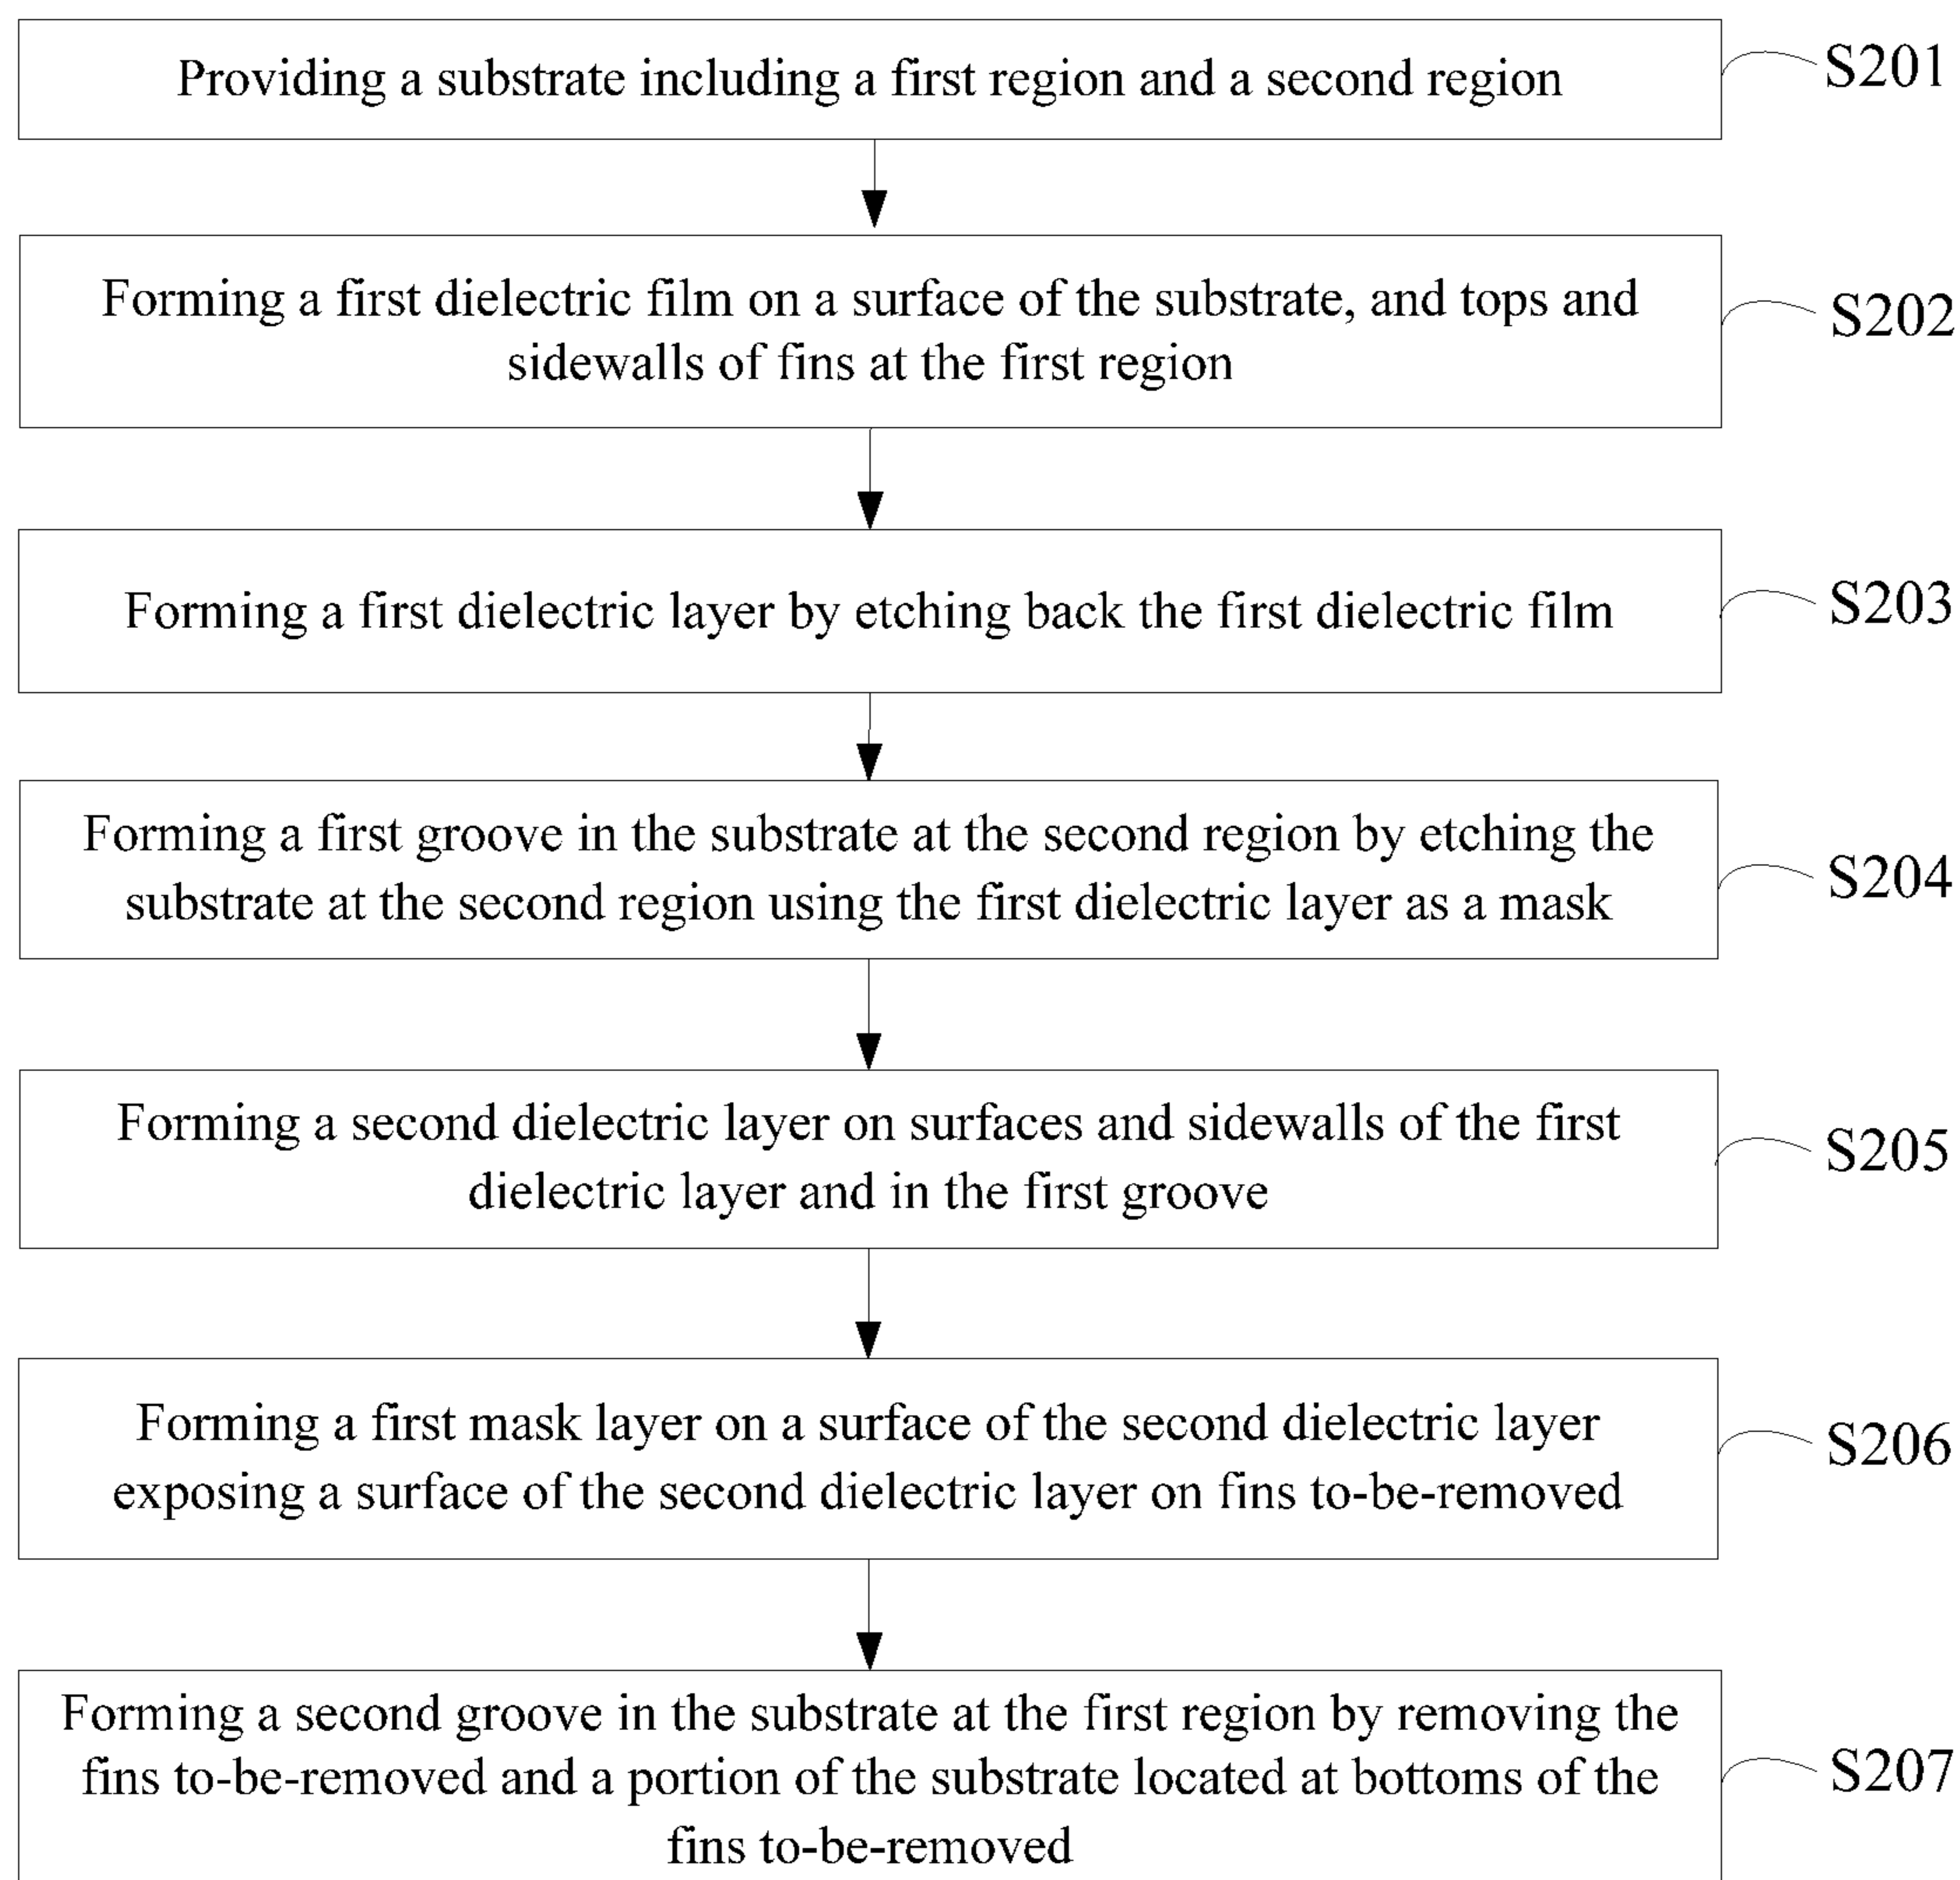 Providing a substrate including a first region and a second region
S201
Forming a first dielectric film on a surface of the substrate, and tops and
sidewalls of fins at the first region
S202
Forming a first dielectric layer by etching back the first dielectric film
S203
Forming a first groove in the substrate at the second region by etching the
substrate at the second region using the first dielectric layer as a mask
S204
Forming a second dielectric layer on surfaces and sidewalls of the first
dielectric layer and in the first groove
S205
Forming a first mask layer on a surface of the second dielectric layer
exposing a surface of the second dielectric layer on fins to-be-removed
S206
Forming a second groove in the substrate at the first region by removing the
fins to-be-removed and a portion of the substrate located at bottoms of the
fins to-be-removed
S207